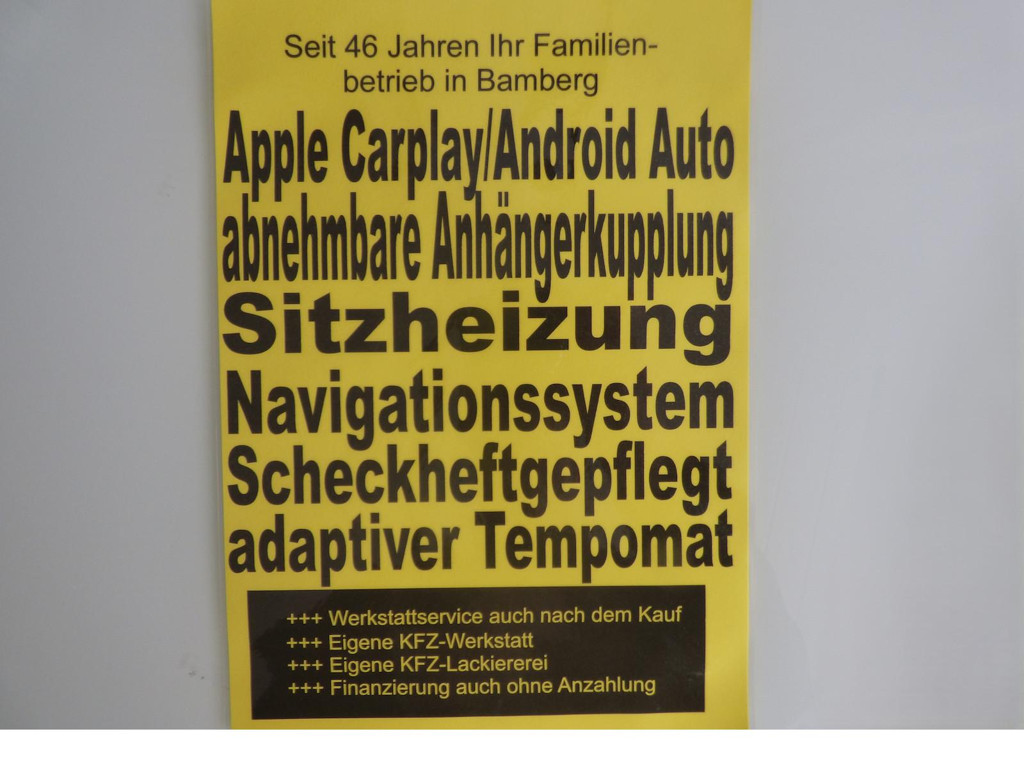 Seit 46 Jahren Ihr Familien-
betrieb in Bamberg
Apple Carplay/Android Auto
abnehmbare Anhängerkupplung
Sitzheizung
Navigationssystem
Scheckheftgepflegt
adaptiver Tempomat
+++ Werkstattservice auch nach dem Kauf
+++ Eigene KFZ-Werkstatt
+++ Eigene KFZ-Lackiererei
+++ Finanzierung auch ohne Anzahlung